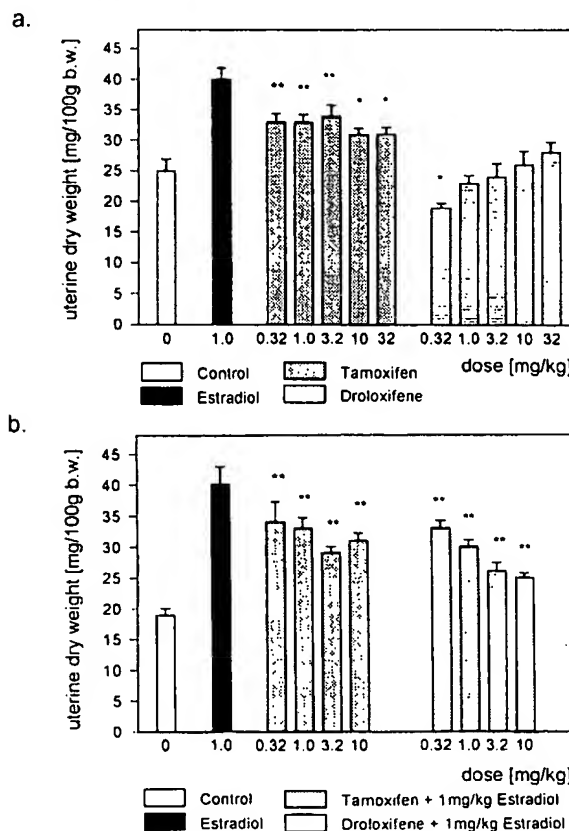 a.
uterine dry weight [mg/100g b.w.]
45
40
35
30
25
20
15
10
5
0
** ** ** * * *
0 1.0 0.32 1.0 3.2 10 32 0.32 1.0 3.2 10 32
dose [mg/kg]
Control Tamoxifen
Estradiol Droloxifene
b.
uterine dry weight [mg/100g b.w.]
45
40
35
30
25
20
15
10
5
0
** ** ** ** ** ** ** **
0 1.0 0.32 1.0 3.2 10 0.32 1.0 3.2 10
dose [mg/kg]
Control Tamoxifen + 1mg/kg Estradiol
Estradiol Droloxifene + 1mg/kg Estradiol